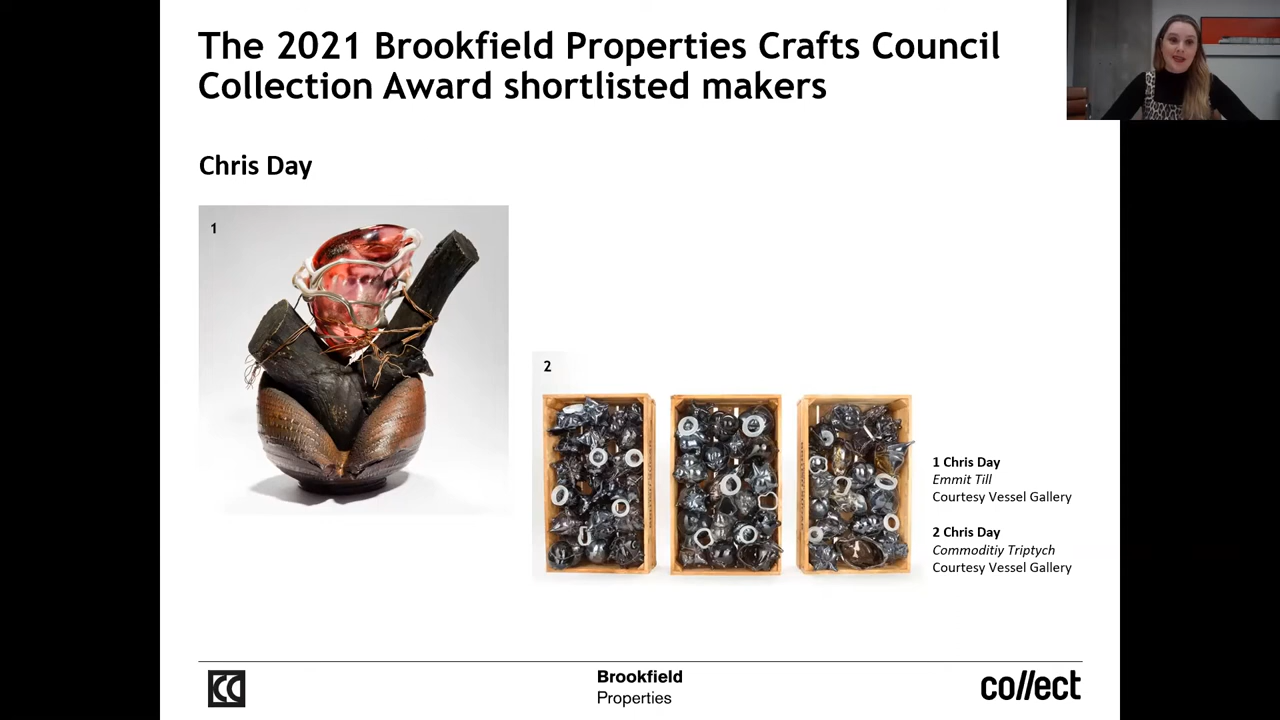 The 2021 Brookfield Properties Crafts Council
Collection Award shortlisted makers
Chris Day
1
2
1 Chris Day
Emmit Till
Courtesy Vessel Gallery
2 Chris Day
Commoditiy Triptych
Courtesy Vessel Gallery
CC
Brookfield
Properties
collect